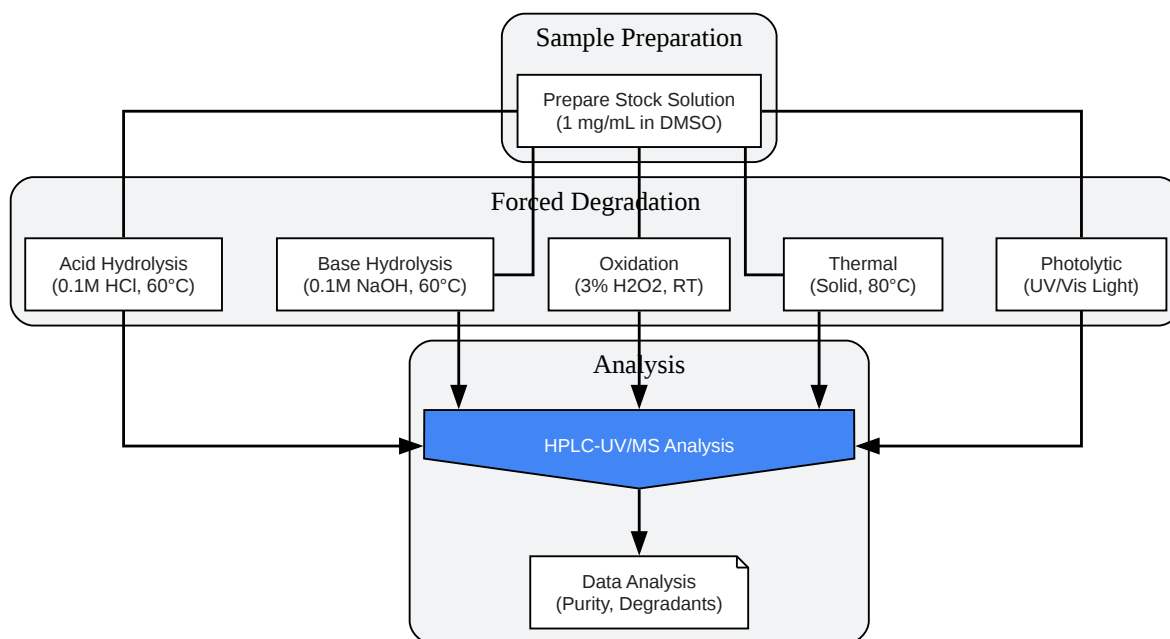 Sample Preparation
Prepare Stock Solution
(1 mg/mL in DMSO)
Forced Degradation
Acid Hydrolysis
(0.1M HCl, 60°C)
Base Hydrolysis
(0.1M NaOH, 60°C)
Oxidation
(3% H2O2, RT)
Thermal
(Solid, 80°C)
Photolytic
(UV/Vis Light)
Analysis
HPLC-UV/MS Analysis
Data Analysis
(Purity, Degradants)